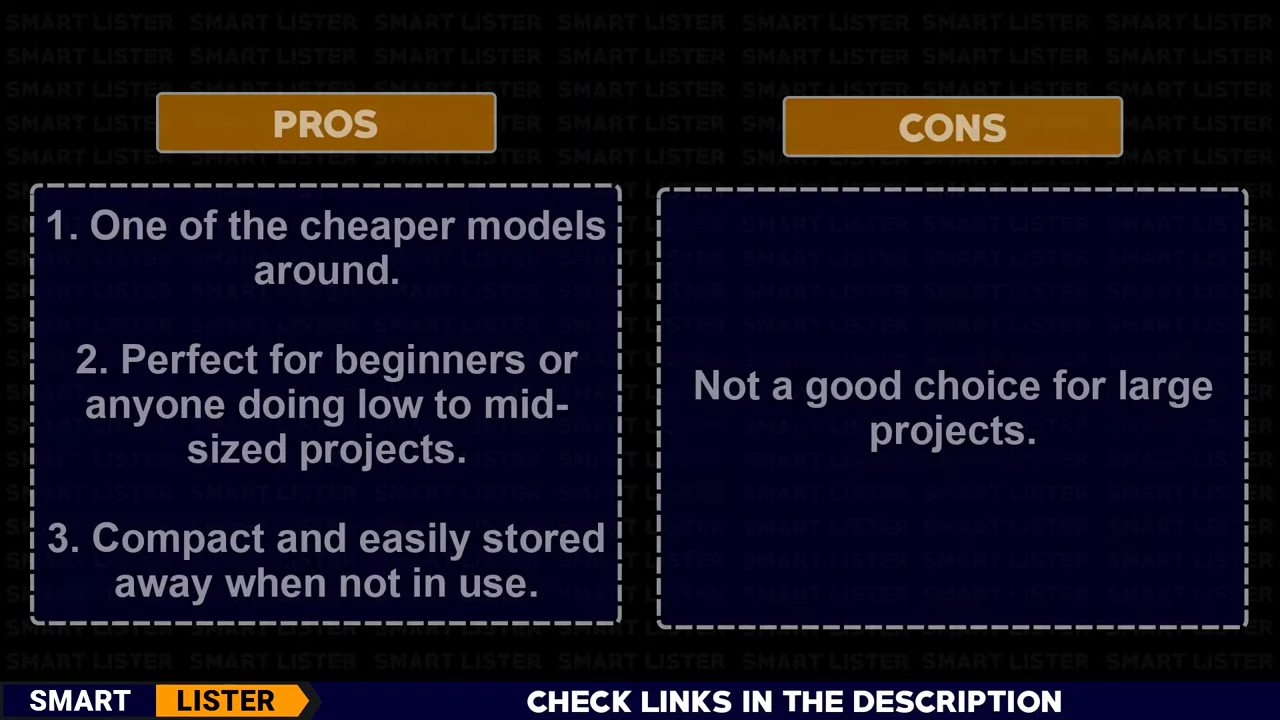 PROS
1. One of the cheaper models
around.
2. Perfect for beginners or
anyone doing low to mid-
sized projects.
3. Compact and easily stored
away when not in use.
CONS
Not a good choice for large
projects.
SMART LISTER
CHECK LINKS IN THE DESCRIPTION